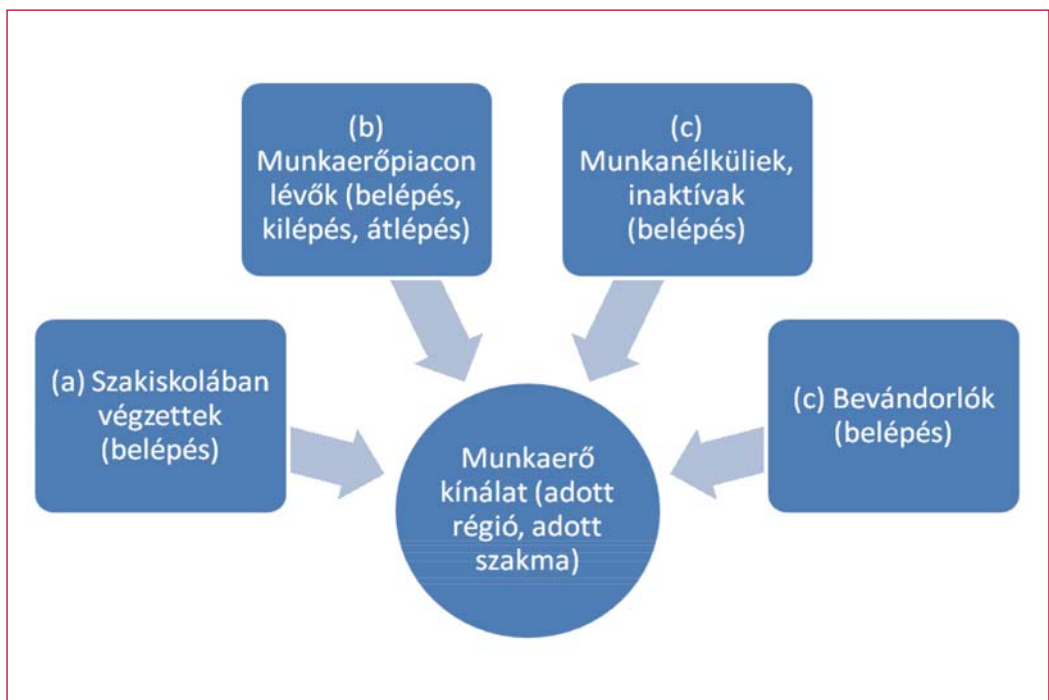 (b)
Munkaerőpiacon
lévők (belépés,
kilépés, átlépés)
(c)
Munkanélküliek,
inaktívak
(belépés)
(a) Szakiskolában
végzettek
(belépés)
(c) Bevándorlók
(belépés)
Munkaerő
kínálat (adott
régió, adott
szakma)